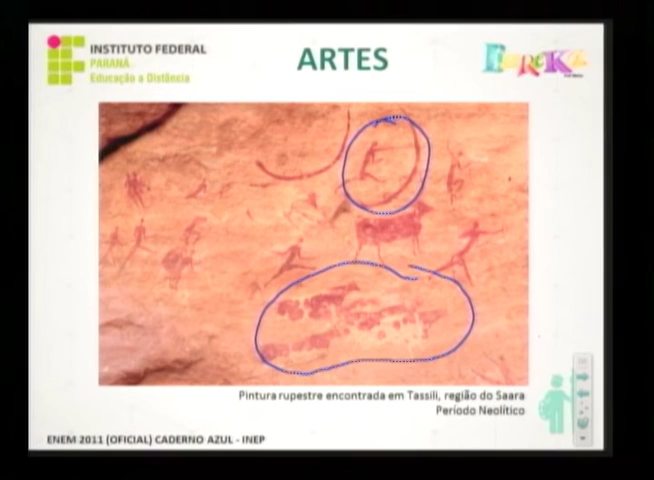 INSTITUTO FEDERAL
PARANÁ
Educação a Distância
ARTES
EUREKA
Pintura rupestre encontrada em Tassili, região do Saara
Período Neolítico
ENEM 2011 (OFICIAL) CADERNO AZUL - INEP